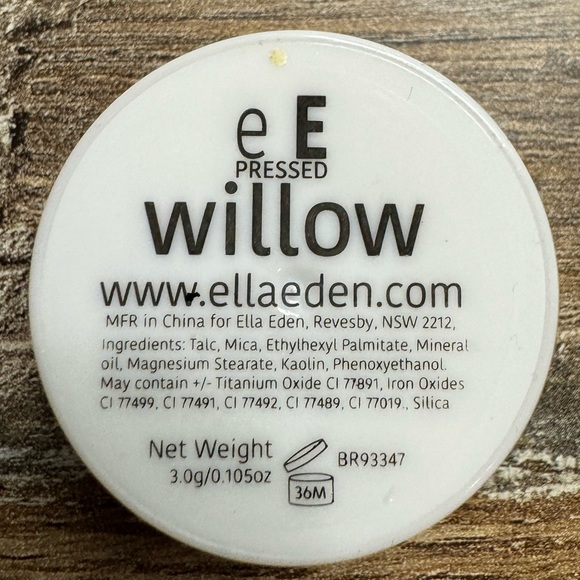 e E
PRESSED
willow
www.ellaeden.com
MFR in China for Ella Eden, Revesby, NSW 2212,
Ingredients: Talc, Mica, Ethylhexyl Palmitate, Mineral
oil, Magnesium Stearate, Kaolin, Phenoxyethanol.
May contain +/- Titanium Oxide CI 77891, Iron Oxides
CI 77499, CI 77491, CI 77492, CI 77489, CI 77019., Silica
Net Weight
3.0g/0.105oz
36M
BR93347